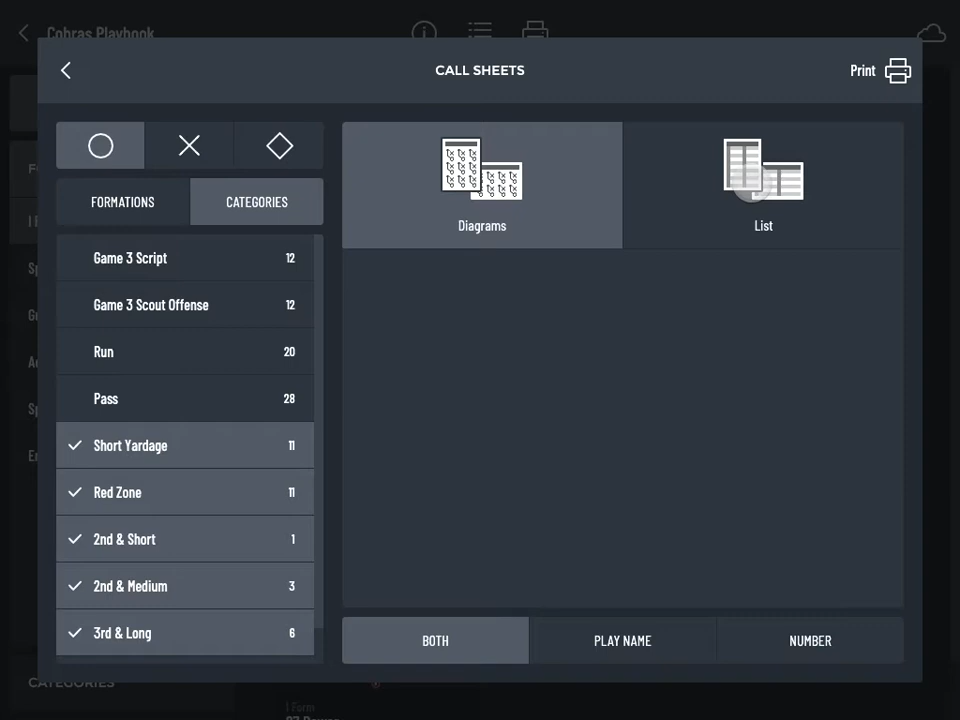 Cobras Playbook
CALL SHEETS
Print
FORMATIONS
CATEGORIES
Diagrams
List
Game 3 Script 12
Game 3 Scout Offense 12
Run 20
Pass 28
Short Yardage 11
Red Zone 11
2nd & Short 1
2nd & Medium 3
3rd & Long 6
BOTH
PLAY NAME
NUMBER
CATEGORIES
I Form